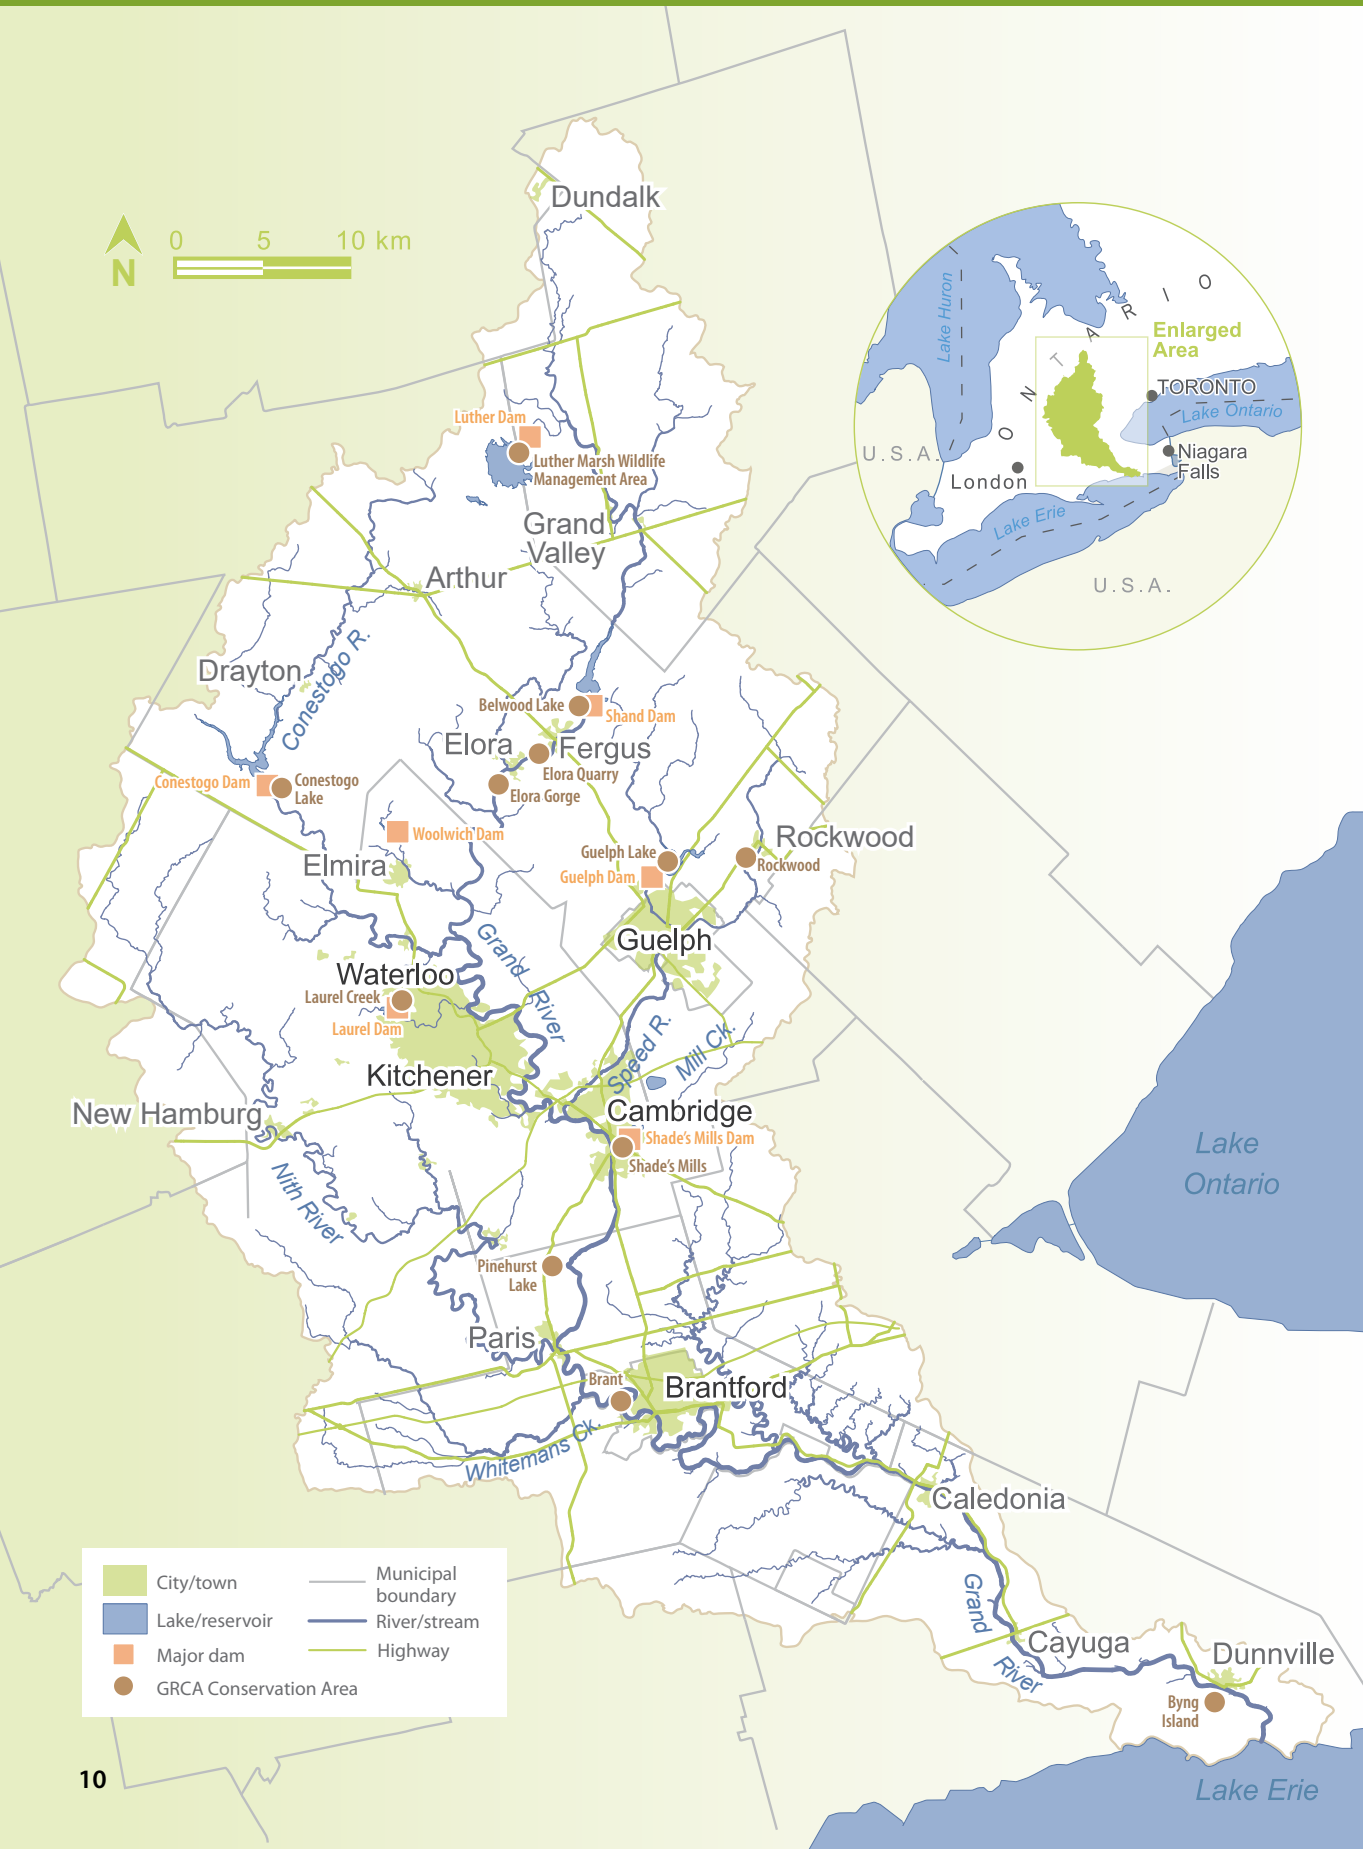 Dundalk
0 5 10 km
N
Lake Huron
ONTARIO
Enlarged
Area
TORONTO
Lake Ontario
U.S.A.
Niagara
Falls
London
Lake Erie
U.S.A.
Luther Dam
Luther Marsh Wildlife
Management Area
Grand
Valley
Arthur
Conestogo R.
Drayton
Belwood Lake
Shand Dam
Elora
Fergus
Elora Quarry
Elora Gorge
Conestogo Dam
Conestogo
Lake
Woolwich Dam
Elmira
Guelph Lake
Guelph Dam
Rockwood
Rockwood
Guelph
Grand
River
Waterloo
Laurel Creek
Laurel Dam
Kitchener
Speed R.
Mill Ck.
New Hamburg
Cambridge
Shade's Mills Dam
Shade's Mills
Lake
Ontario
Nith River
Pinehurst
Lake
Paris
Brant
Brantford
Whitemans Ck.
Caledonia
Grand
River
Cayuga
Dunnville
Byng
Island
Lake Erie
City/town
Lake/reservoir
Major dam
GRCA Conservation Area
Municipal
boundary
River/stream
Highway
10